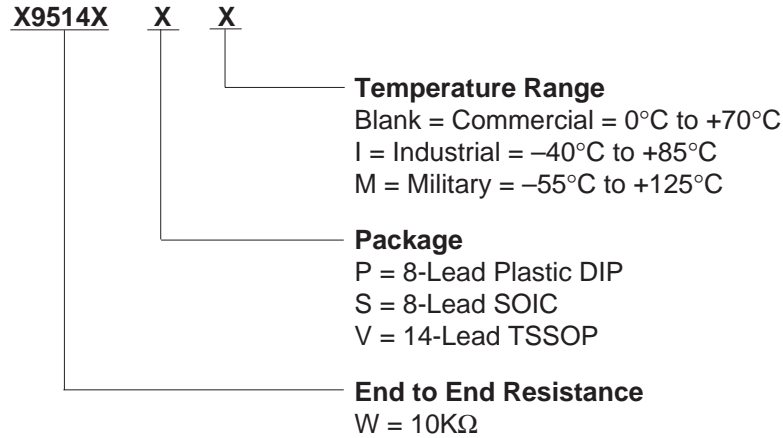 X9514X X X
Temperature Range
Blank = Commercial = 0°C to +70°C
I = Industrial = –40°C to +85°C
M = Military = –55°C to +125°C
Package
P = 8-Lead Plastic DIP
S = 8-Lead SOIC
V = 14-Lead TSSOP
End to End Resistance
W = 10KΩ